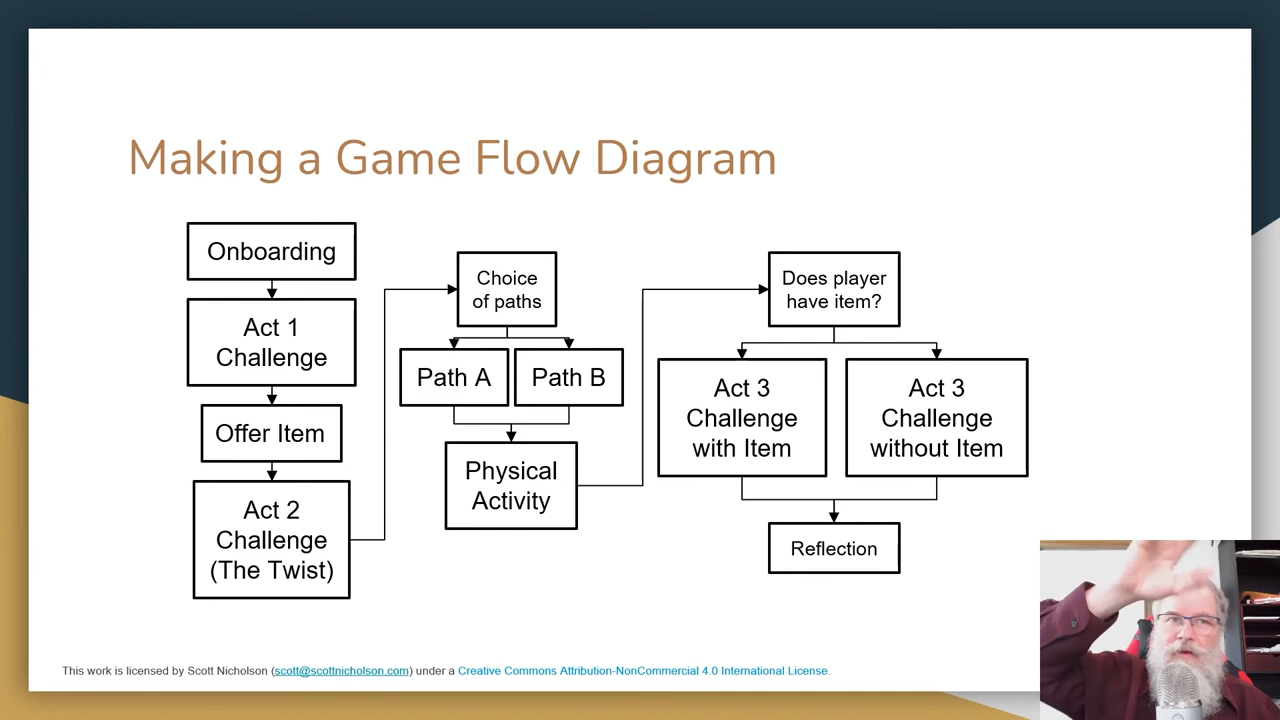 Making a Game Flow Diagram
Onboarding
Act 1
Challenge
Offer Item
Act 2
Challenge
(The Twist)
Choice
of paths
Path A
Path B
Physical
Activity
Does player
have item?
Act 3
Challenge
with Item
Act 3
Challenge
without Item
Reflection
This work is licensed by Scott Nicholson (scott@scottnicholson.com) under a Creative Commons Attribution-NonCommercial 4.0 International License.